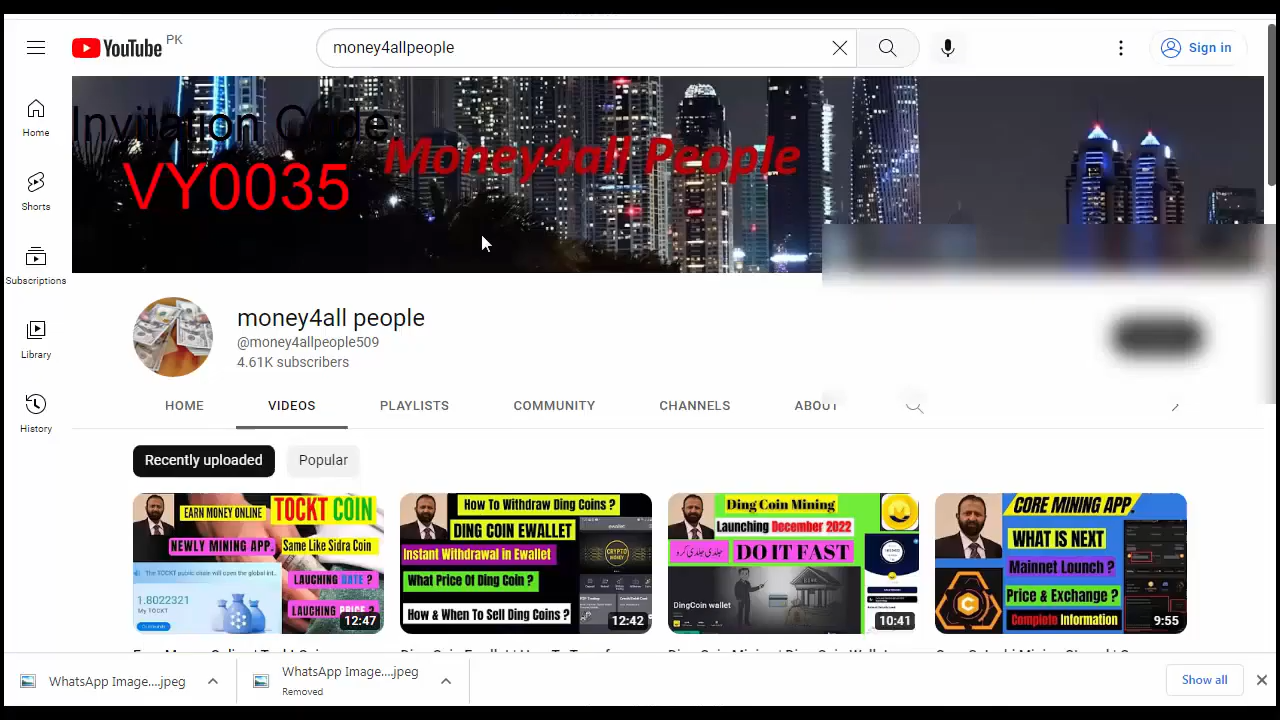 YouTube PK
money4allpeople
Sign in
Home
Shorts
Subscriptions
Library
History
Invitation Code
VY0035
Money4all People
money4all people
@money4allpeople509
4.61K subscribers
HOME
VIDEOS
PLAYLISTS
COMMUNITY
CHANNELS
ABOUT
Recently uploaded
Popular
EARN MONEY ONLINE
TOCKT COIN
NEWLY MINING APP.
Same Like Sidra Coin
The TOCKT public chain will open the global int...
1.8022321
My TOCKT
LAUCHING DATE ?
LAUCHING PRICE ?
12:47
How To Withdraw Ding Coins ?
DING COIN EWALLET
Instant Withdrawal in Ewallet
What Price Of Ding Coin ?
How & When To Sell Ding Coins ?
CRYPTO
MONEY
12:42
Ding Coin Mining
Launching December 2022
جلدی جلدی کرو
DO IT FAST
DingCoin wallet
10:41
CORE MINING APP.
WHAT IS NEXT
Mainnet Launch ?
Price & Exchange ?
Complete Information
9:55
WhatsApp Image....jpeg
WhatsApp Image....jpeg
Removed
Show all